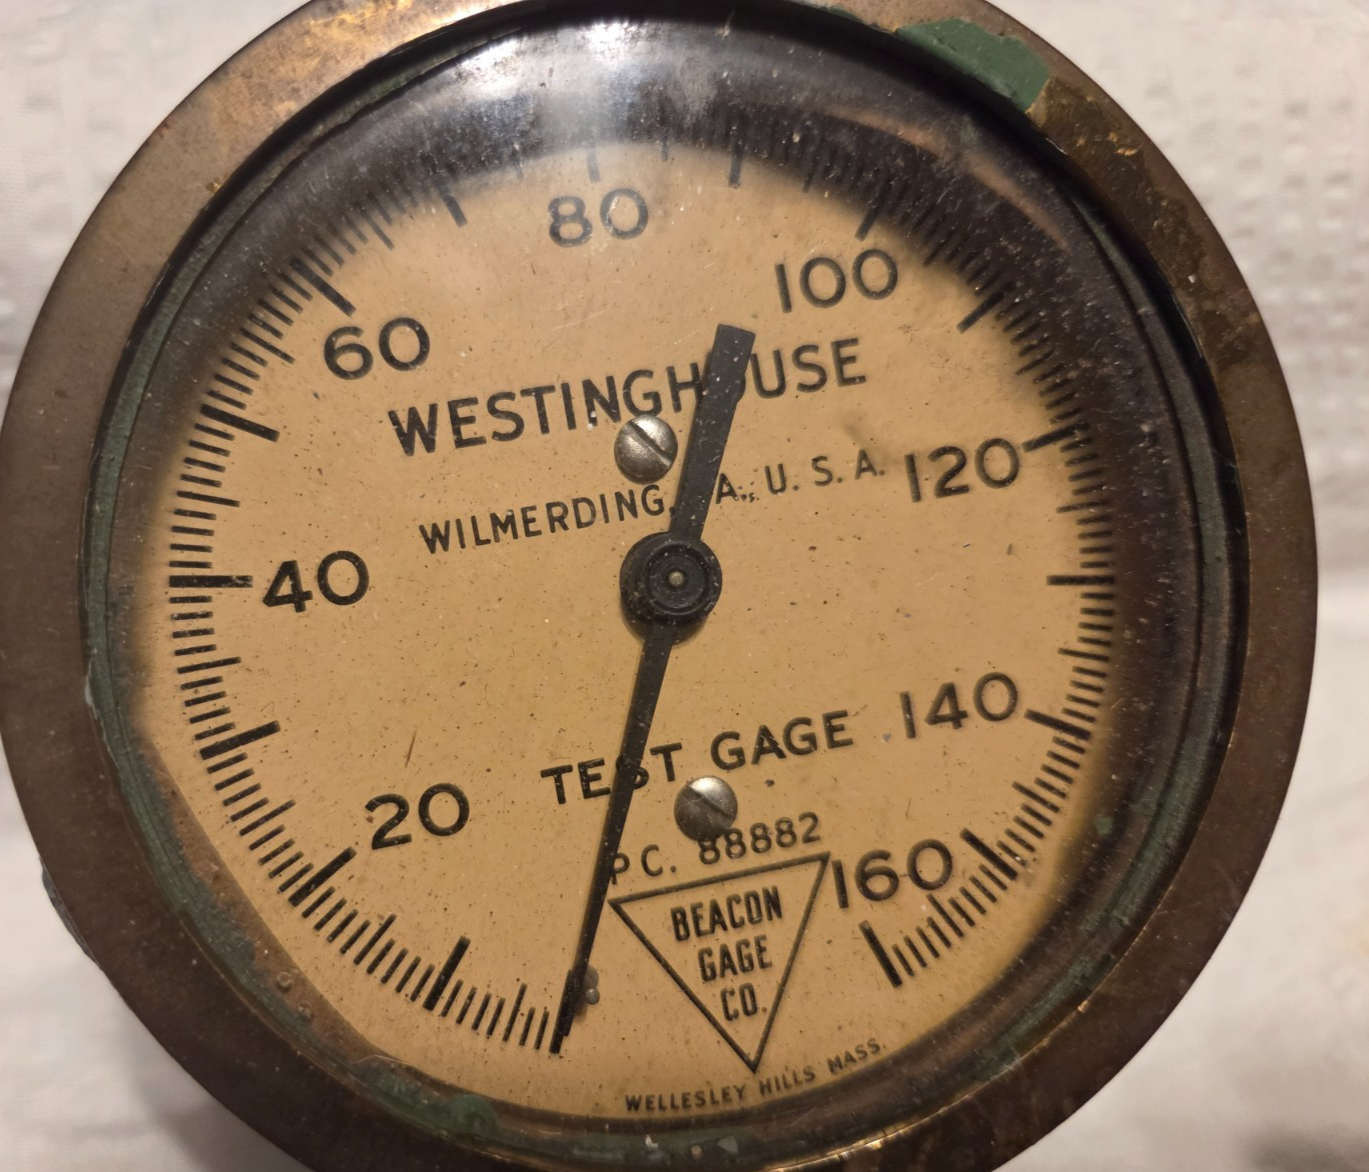 80
100
60
WESTINGHOUSE
120
WILMERDING, A., U.S.A.
40
140
TEST GAGE
20
P.C. 88882
160
BEACON
GAGE
CO.
WELLESLEY HILLS MASS.